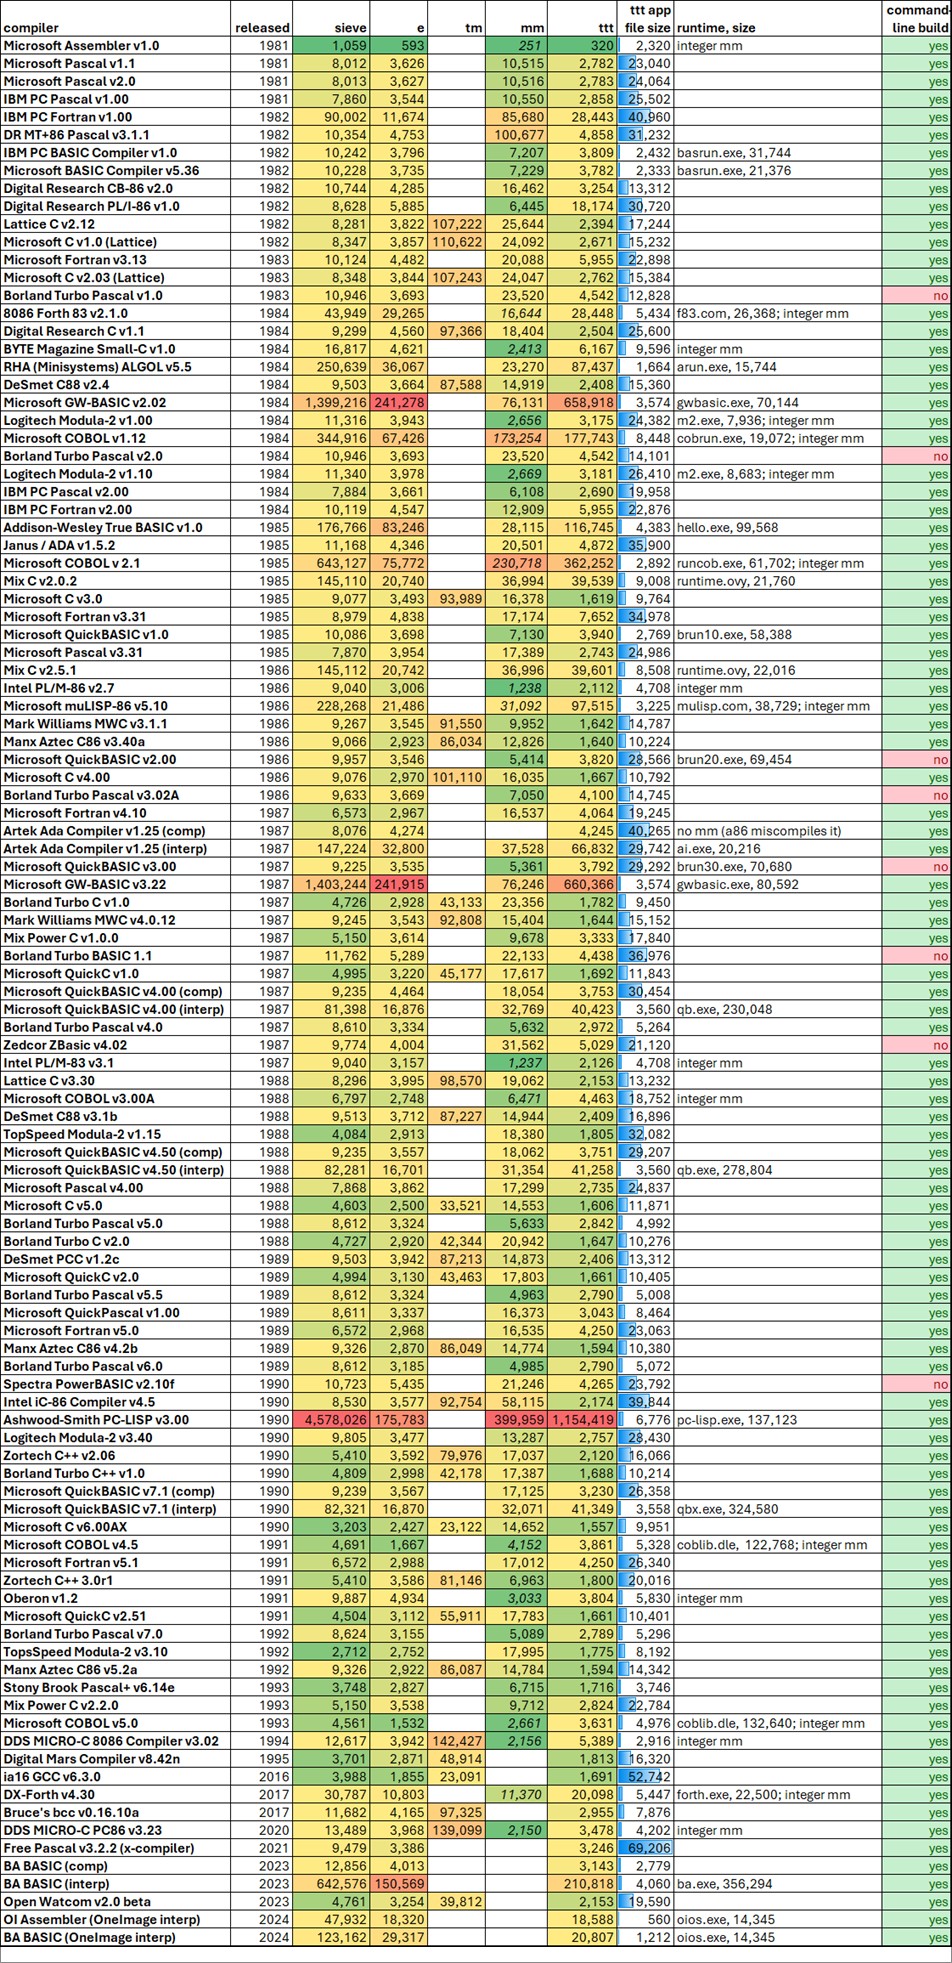 ttt app command-
compiler released sieve e tm mm ttt file size runtime, size line build
Microsoft Assembler v1.0 1981 1,059 593 251 320 2,320 integer mm yes
Microsoft Pascal v1.1 1981 8,012 3,626 10,515 2,782 23,040 yes
Microsoft Pascal v2.0 1981 8,013 3,627 10,516 2,783 24,064 yes
IBM PC Pascal v1.00 1981 7,860 3,544 10,550 2,858 25,502 yes
IBM PC Fortran v1.00 1982 90,002 11,674 85,680 28,443 40,960 yes
DR MT+86 Pascal v3.1.1 1982 10,354 4,753 100,677 4,858 31,232 yes
IBM PC BASIC Compiler v1.0 1982 10,242 3,796 7,207 3,809 2,432 basrun.exe, 31,744 yes
Microsoft BASIC Compiler v5.36 1982 10,228 3,735 7,229 3,782 2,333 basrun.exe, 21,376 yes
Digital Research CB-86 v2.0 1982 10,744 4,285 16,462 3,254 13,312 yes
Digital Research PL/I-86 v1.0 1982 8,628 5,885 6,445 18,174 30,720 yes
Lattice C v2.12 1982 8,281 3,822 107,222 25,644 2,394 17,244 yes
Microsoft C v1.0 (Lattice) 1982 8,347 3,857 110,622 24,092 2,671 15,232 yes
Microsoft Fortran v3.13 1983 10,124 4,482 20,088 5,955 22,898 yes
Microsoft C v2.03 (Lattice) 1983 8,348 3,844 107,243 24,047 2,762 15,384 yes
Borland Turbo Pascal v1.0 1983 10,946 3,693 23,520 4,542 12,828 no
8086 Forth 83 v2.1.0 1984 43,949 29,265 16,644 28,448 5,434 f83.com, 26,368; integer mm yes
Digital Research C v1.1 1984 9,299 4,560 97,366 18,404 2,504 25,600 yes
BYTE Magazine Small-C v1.0 1984 16,817 4,621 2,413 6,167 9,596 integer mm yes
RHA (Minisystems) ALGOL v5.5 1984 250,639 36,067 23,270 87,437 1,664 arun.exe, 15,744 yes
DeSmet C88 v2.4 1984 9,503 3,664 87,588 14,919 2,408 15,360 yes
Microsoft GW-BASIC v2.02 1984 1,399,216 241,278 76,131 658,918 3,574 gwbasic.exe, 70,144 yes
Logitech Modula-2 v1.00 1984 11,316 3,943 2,656 3,175 24,382 m2.exe, 7,936; integer mm yes
Microsoft COBOL v1.12 1984 344,916 67,426 173,254 177,743 8,448 cobrun.exe, 19,072; integer mm yes
Borland Turbo Pascal v2.0 1984 10,946 3,693 23,520 4,542 14,101 no
Logitech Modula-2 v1.10 1984 11,340 3,978 2,669 3,181 26,410 m2.exe, 8,683; integer mm yes
IBM PC Pascal v2.00 1984 7,884 3,661 6,108 2,690 19,958 yes
IBM PC Fortran v2.00 1984 10,119 4,547 12,909 5,955 22,876 yes
Addison-Wesley True BASIC v1.0 1985 176,766 83,246 28,115 116,745 4,383 hello.exe, 99,568 yes
Janus / ADA v1.5.2 1985 11,168 4,346 20,501 4,872 35,900 yes
Microsoft COBOL v 2.1 1985 643,127 75,772 230,718 362,252 2,892 runcob.exe, 61,702; integer mm yes
Mix C v2.0.2 1985 145,110 20,740 36,994 39,539 9,008 runtime.ovy, 21,760 yes
Microsoft C v3.0 1985 9,077 3,493 93,989 16,378 1,619 9,764 yes
Microsoft Fortran v3.31 1985 8,979 4,838 17,174 7,652 34,978 yes
Microsoft QuickBASIC v1.0 1985 10,086 3,698 7,130 3,940 2,769 brun10.exe, 58,388 yes
Microsoft Pascal v3.31 1985 7,870 3,954 17,389 2,743 24,986 yes
Mix C v2.5.1 1986 145,112 20,742 36,996 39,601 8,508 runtime.ovy, 22,016 yes
Intel PL/M-86 v2.7 1986 9,040 3,006 1,238 2,112 4,708 integer mm yes
Microsoft muLISP-86 v5.10 1986 228,268 21,486 31,092 97,515 3,225 mulisp.com, 38,729; integer mm yes
Mark Williams MWC v3.1.1 1986 9,267 3,545 91,550 9,952 1,642 14,787 yes
Manx Aztec C86 v3.40a 1986 9,066 2,923 86,034 12,826 1,640 10,224 yes
Microsoft QuickBASIC v2.00 1986 9,957 3,546 5,414 3,820 28,566 brun20.exe, 69,454 no
Microsoft C v4.00 1986 9,076 2,970 101,110 16,035 1,667 10,792 yes
Borland Turbo Pascal v3.02A 1986 9,633 3,669 7,050 4,100 14,745 no
Microsoft Fortran v4.10 1987 6,573 2,967 16,537 4,064 19,245 yes
Artek Ada Compiler v1.25 (comp) 1987 8,076 4,274 4,245 40,265 no mm (a86 miscompiles it) yes
Artek Ada Compiler v1.25 (interp) 1987 147,224 32,800 37,528 66,832 29,742 ai.exe, 20,216 yes
Microsoft QuickBASIC v3.00 1987 9,225 3,535 5,361 3,792 29,292 brun30.exe, 70,680 no
Microsoft GW-BASIC v3.22 1987 1,403,244 241,915 76,246 660,366 3,574 gwbasic.exe, 80,592 yes
Borland Turbo C v1.0 1987 4,726 2,928 43,133 23,356 1,782 9,450 yes
Mark Williams MWC v4.0.12 1987 9,245 3,543 92,808 15,404 1,644 15,152 yes
Mix Power C v1.0.0 1987 5,150 3,614 9,678 3,333 17,840 yes
Borland Turbo BASIC 1.1 1987 11,762 5,289 22,133 4,438 36,976 no
Microsoft QuickC v1.0 1987 4,995 3,220 45,177 17,617 1,692 11,843 yes
Microsoft QuickBASIC v4.00 (comp) 1987 9,235 4,464 18,054 3,753 30,454 yes
Microsoft QuickBASIC v4.00 (interp) 1987 81,398 16,876 32,769 40,423 3,560 qb.exe, 230,048 yes
Borland Turbo Pascal v4.0 1987 8,610 3,334 5,632 2,972 5,264 yes
Zedcor ZBasic v4.02 1987 9,774 4,004 31,562 5,029 21,120 no
Intel PL/M-83 v3.1 1987 9,040 3,157 1,237 2,126 4,708 integer mm yes
Lattice C v3.30 1988 8,296 3,995 98,570 19,062 2,153 13,232 yes
Microsoft COBOL v3.00A 1988 6,797 2,748 6,471 4,463 18,752 integer mm yes
DeSmet C88 v3.1b 1988 9,513 3,712 87,227 14,944 2,409 16,896 yes
TopSpeed Modula-2 v1.15 1988 4,084 2,913 18,380 1,805 32,082 yes
Microsoft QuickBASIC v4.50 (comp) 1988 9,235 3,557 18,062 3,751 29,207 yes
Microsoft QuickBASIC v4.50 (interp) 1988 82,281 16,701 31,354 41,258 3,560 qb.exe, 278,804 yes
Microsoft Pascal v4.00 1988 7,868 3,862 17,299 2,735 24,837 yes
Microsoft C v5.0 1988 4,603 2,500 33,521 14,553 1,606 11,871 yes
Borland Turbo Pascal v5.0 1988 8,612 3,324 5,633 2,842 4,992 yes
Borland Turbo C v2.0 1988 4,727 2,920 42,344 20,942 1,647 10,276 yes
DeSmet PCC v1.2c 1989 9,503 3,942 87,213 14,873 2,406 13,312 yes
Microsoft QuickC v2.0 1989 4,994 3,130 43,463 17,803 1,661 10,405 yes
Borland Turbo Pascal v5.5 1989 8,612 3,324 4,963 2,790 5,008 yes
Microsoft QuickPascal v1.00 1989 8,611 3,337 16,373 3,043 8,464 yes
Microsoft Fortran v5.0 1989 6,572 2,968 16,535 4,250 23,063 yes
Manx Aztec C86 v4.2b 1989 9,326 2,870 86,049 14,774 1,594 10,380 yes
Borland Turbo Pascal v6.0 1989 8,612 3,185 4,985 2,790 5,072 yes
Spectra PowerBASIC v2.10f 1990 10,723 5,435 21,246 4,265 23,792 no
Intel iC-86 Compiler v4.5 1990 8,530 3,577 92,754 58,115 2,174 39,844 yes
Ashwood-Smith PC-LISP v3.00 1990 4,578,026 175,783 399,959 1,154,419 6,776 pc-lisp.exe, 137,123 yes
Logitech Modula-2 v3.40 1990 9,805 3,477 13,287 2,757 28,430 yes
Zortech C++ v2.06 1990 5,410 3,592 79,976 17,037 2,120 16,066 yes
Borland Turbo C++ v1.0 1990 4,809 2,998 42,178 17,387 1,688 10,214 yes
Microsoft QuickBASIC v7.1 (comp) 1990 9,239 3,567 17,125 3,230 26,358 yes
Microsoft QuickBASIC v7.1 (interp) 1990 82,321 16,870 32,071 41,349 3,558 qbx.exe, 324,580 yes
Microsoft C v6.00AX 1990 3,203 2,427 23,122 14,652 1,557 9,951 yes
Microsoft COBOL v4.5 1991 4,691 1,667 4,152 3,861 5,328 coblib.dle, 122,768; integer mm yes
Microsoft Fortran v5.1 1991 6,572 2,988 17,012 4,250 26,340 yes
Zortech C++ 3.0r1 1991 5,410 3,586 81,146 6,963 1,800 20,016 yes
Oberon v1.2 1991 9,887 4,934 3,033 3,804 5,830 integer mm yes
Microsoft QuickC v2.51 1991 4,504 3,112 55,911 17,783 1,661 10,401 yes
Borland Turbo Pascal v7.0 1992 8,624 3,155 5,089 2,789 5,296 yes
TopsSpeed Modula-2 v3.10 1992 2,712 2,752 17,995 1,775 8,192 yes
Manx Aztec C86 v5.2a 1992 9,326 2,922 86,087 14,784 1,594 14,342 yes
Stony Brook Pascal+ v6.14e 1993 3,748 2,827 6,715 1,716 3,746 yes
Mix Power C v2.2.0 1993 5,150 3,538 9,712 2,824 22,784 yes
Microsoft COBOL v5.0 1993 4,561 1,532 2,661 3,631 4,976 coblib.dle, 132,640; integer mm yes
DDS MICRO-C 8086 Compiler v3.02 1994 12,617 3,942 142,427 2,156 5,389 2,916 integer mm yes
Digital Mars Compiler v8.42n 1995 3,701 2,871 48,914 1,813 16,320 yes
ia16 GCC v6.3.0 2016 3,988 1,855 23,091 1,691 52,742 yes
DX-Forth v4.30 2017 30,787 10,803 11,370 20,098 5,447 forth.exe, 22,500; integer mm yes
Bruce's bcc v0.16.10a 2017 11,682 4,165 97,325 2,955 7,876 yes
DDS MICRO-C PC86 v3.23 2020 13,489 3,968 139,099 2,150 3,478 4,202 integer mm yes
Free Pascal v3.2.2 (x-compiler) 2021 9,479 3,386 3,246 69,206 yes
BA BASIC (comp) 2023 12,856 4,013 3,143 2,779 yes
BA BASIC (interp) 2023 642,576 150,569 210,818 4,060 ba.exe, 356,294 yes
Open Watcom v2.0 beta 2023 4,761 3,254 39,812 2,153 19,590 yes
OI Assembler (OneImage interp) 2024 47,932 18,320 18,588 560 oios.exe, 14,345 yes
BA BASIC (OneImage interp) 2024 123,162 29,317 20,807 1,212 oios.exe, 14,345 yes